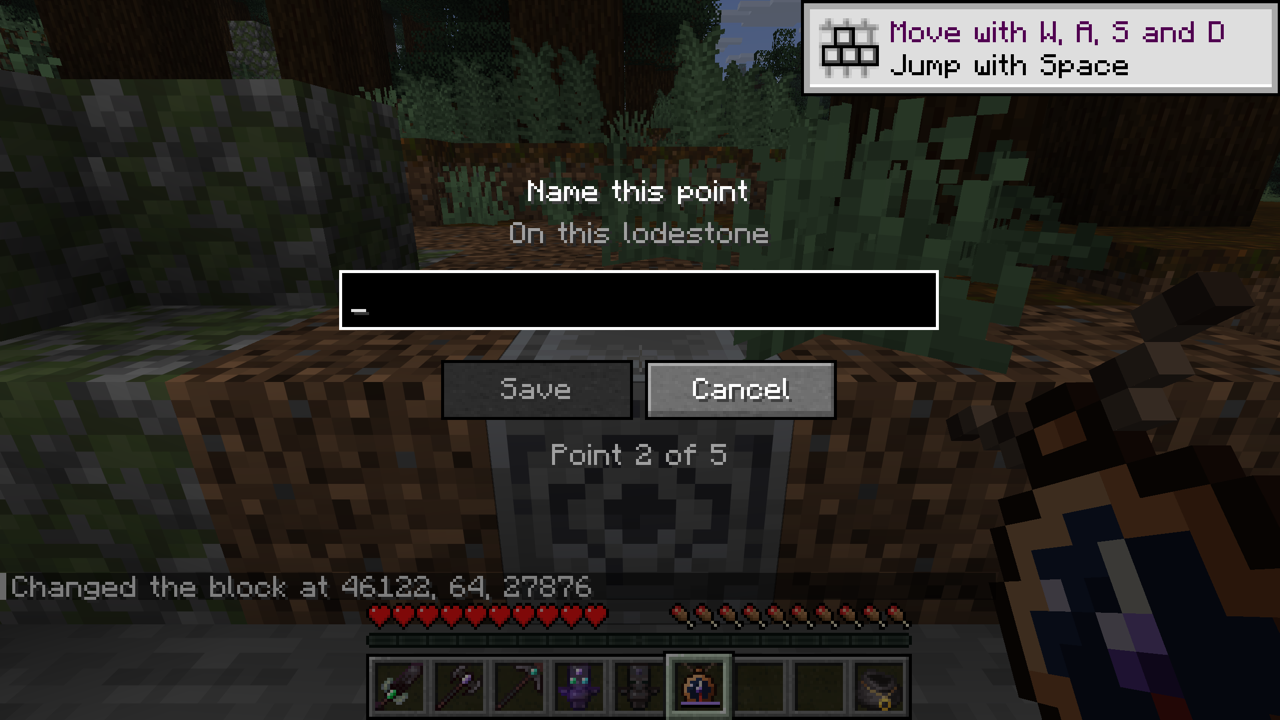 Move with W, A, S and D
Jump with Space
Name this point
On this lodestone
_
Save
Cancel
Point 2 of 5
Changed the block at 46122, 64, 27876